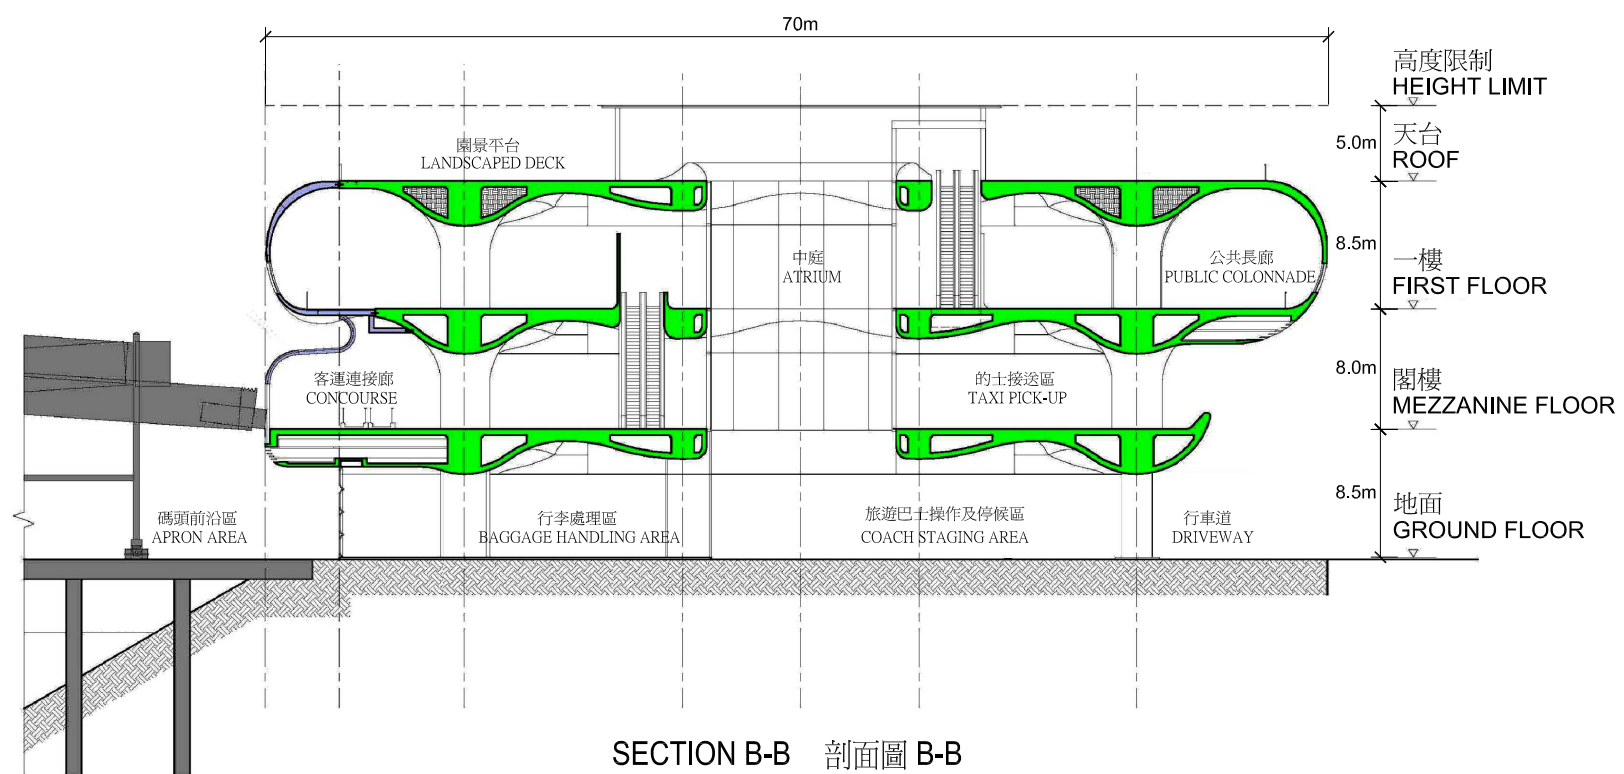 70m
高度限制
HEIGHT LIMIT
5.0m
天台
ROOF
園景平台
LANDSCAPED DECK
8.5m
中庭
ATRIUM
公共長廊
PUBLIC COLONNADE
一樓
FIRST FLOOR
8.0m
客運連接廊
CONCOURSE
的士接送區
TAXI PICK-UP
閣樓
MEZZANINE FLOOR
8.5m
碼頭前沿區
APRON AREA
行李處理區
BAGGAGE HANDLING AREA
旅遊巴士操作及停候區
COACH STAGING AREA
行車道
DRIVEWAY
地面
GROUND FLOOR
SECTION B-B 剖面圖 B-B